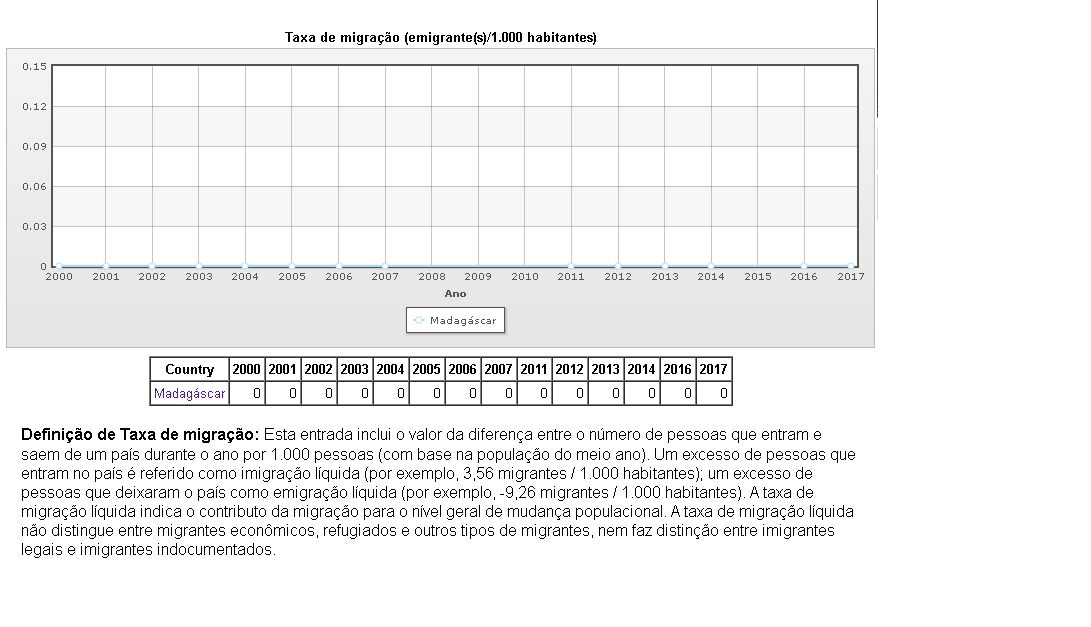 Taxa de migração (emigrante(s)/1.000 habitantes)
0.15
0.12
0.09
0.06
0.03
0
2000 2001 2002 2003 2004 2005 2006 2007 2008 2009 2010 2011 2012 2013 2014 2015 2016 2017
Ano
Madagáscar
Country 2000 2001 2002 2003 2004 2005 2006 2007 2011 2012 2013 2014 2016 2017
Madagáscar 0 0 0 0 0 0 0 0 0 0 0 0 0 0
Definição de Taxa de migração: Esta entrada inclui o valor da diferença entre o número de pessoas que entram e
saem de um país durante o ano por 1.000 pessoas (com base na população do meio ano). Um excesso de pessoas que
entram no país é referido como imigração líquida (por exemplo, 3,56 migrantes / 1.000 habitantes); um excesso de
pessoas que deixaram o país como emigração líquida (por exemplo, -9,26 migrantes / 1.000 habitantes). A taxa de
migração líquida indica o contributo da migração para o nível geral de mudança populacional. A taxa de migração líquida
não distingue entre migrantes econômicos, refugiados e outros tipos de migrantes, nem faz distinção entre imigrantes
legais e imigrantes indocumentados.